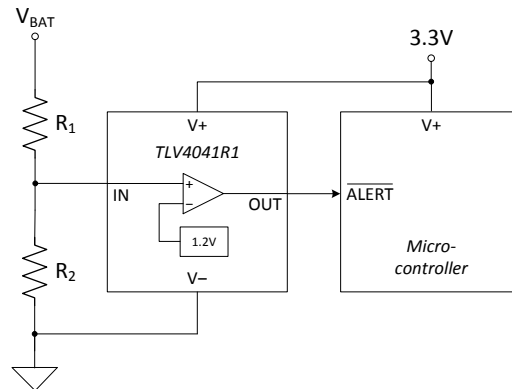 VBAT
3.3V
R1
V+
TLV4041R1
+
IN
−
1.2V
OUT
V−
V+
ALERT
Micro-
controller
R2